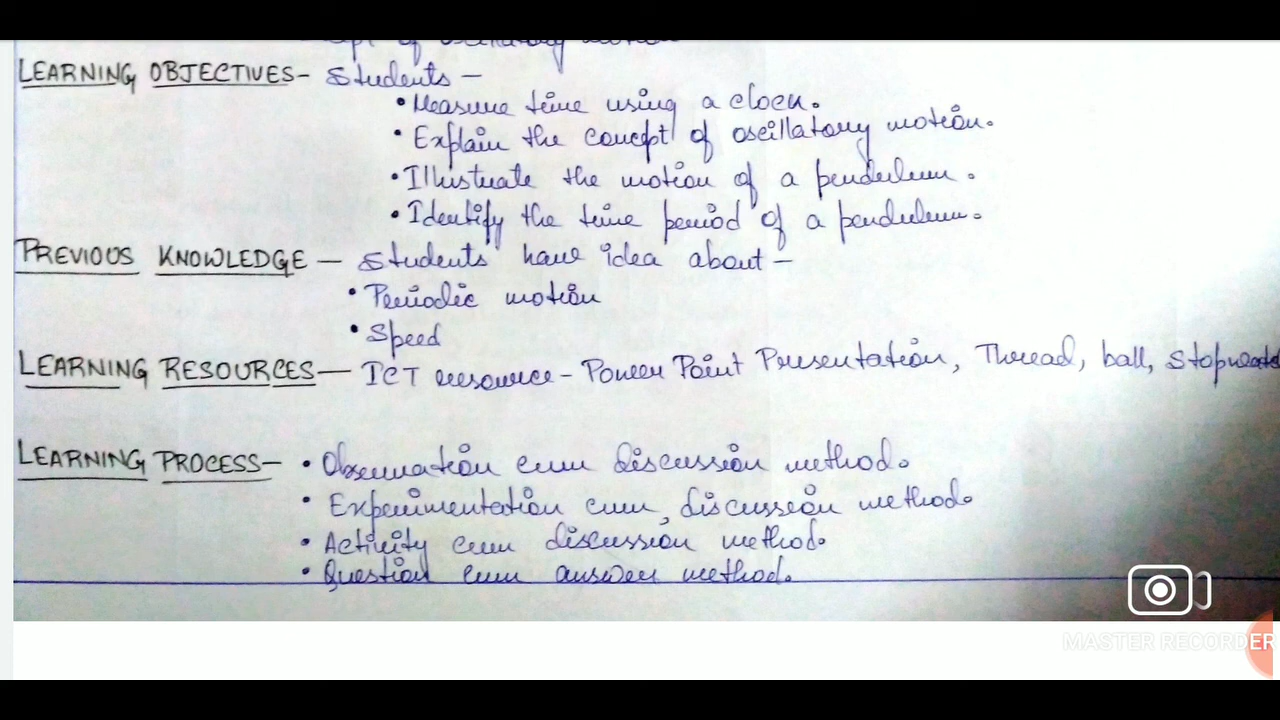 of oscillatory motion
LEARNING OBJECTIVES- Students –
• Measure time using a clock.
• Explain the concept of oscillatory motion.
• Illustrate the motion of a pendulum.
• Identify the time period of a pendulum.
PREVIOUS KNOWLEDGE – Students have idea about –
• Periodic motion
• Speed
LEARNING RESOURCES – ICT resource – Power Point Presentation, Thread, ball,
LEARNING PROCESS – • Observation cum discussion method.
• Experimentation cum discussion method.
• Activity cum discussion method.
• Question cum answer method.
MASTER RECORDER